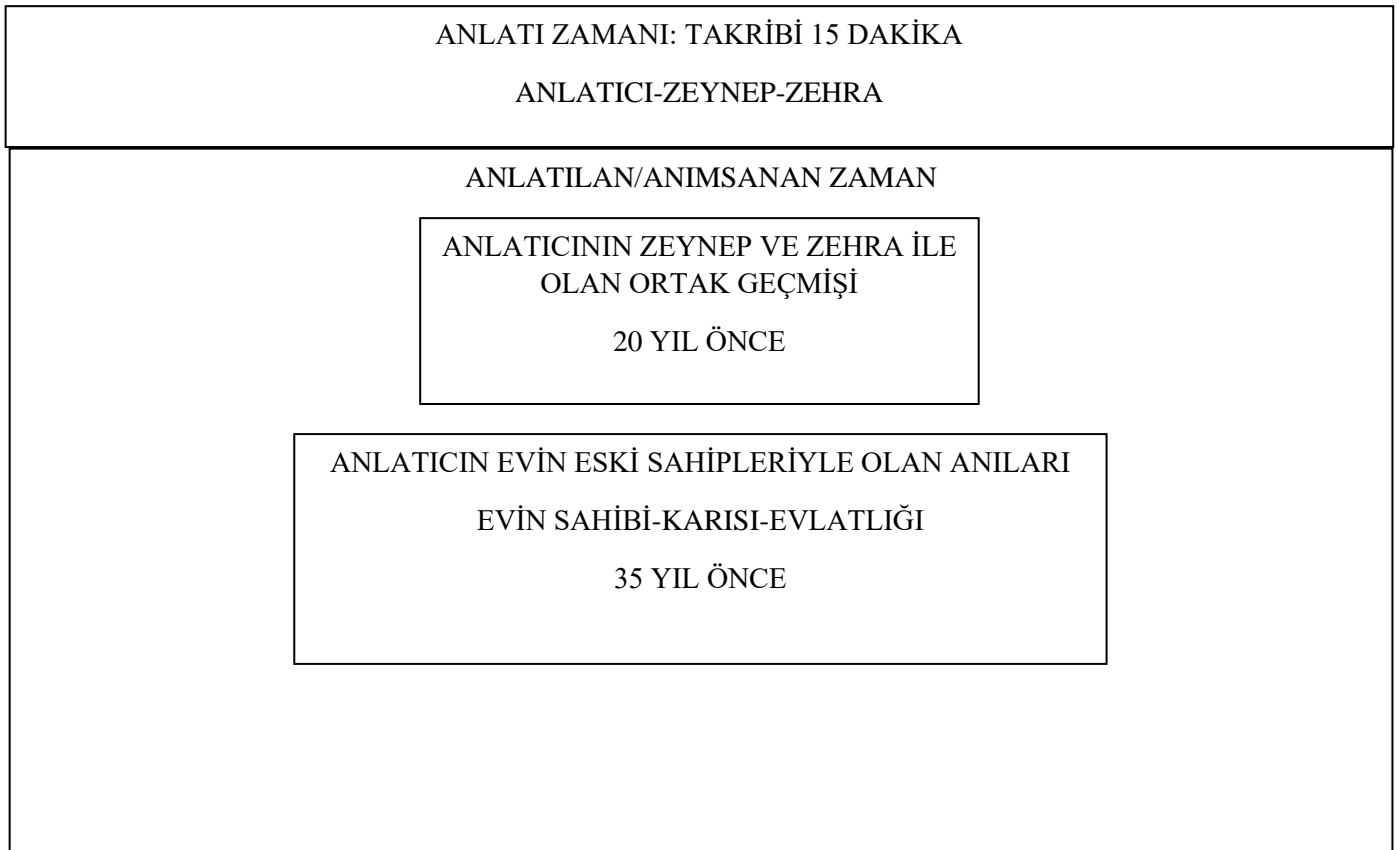 ANLATI ZAMANI: TAKRİBİ 15 DAKİKA
ANLATICI-ZEYNEP-ZEHRA
ANLATILAN/ANIMSANAN ZAMAN
ANLATICININ ZEYNEP VE ZEHRA İLE
OLAN ORTAK GEÇMİŞİ
20 YIL ÖNCE
ANLATICIN EVİN ESKİ SAHİPLERİYLE OLAN ANILARI
EVİN SAHİBİ-KARISI-EVLATLIĞI
35 YIL ÖNCE